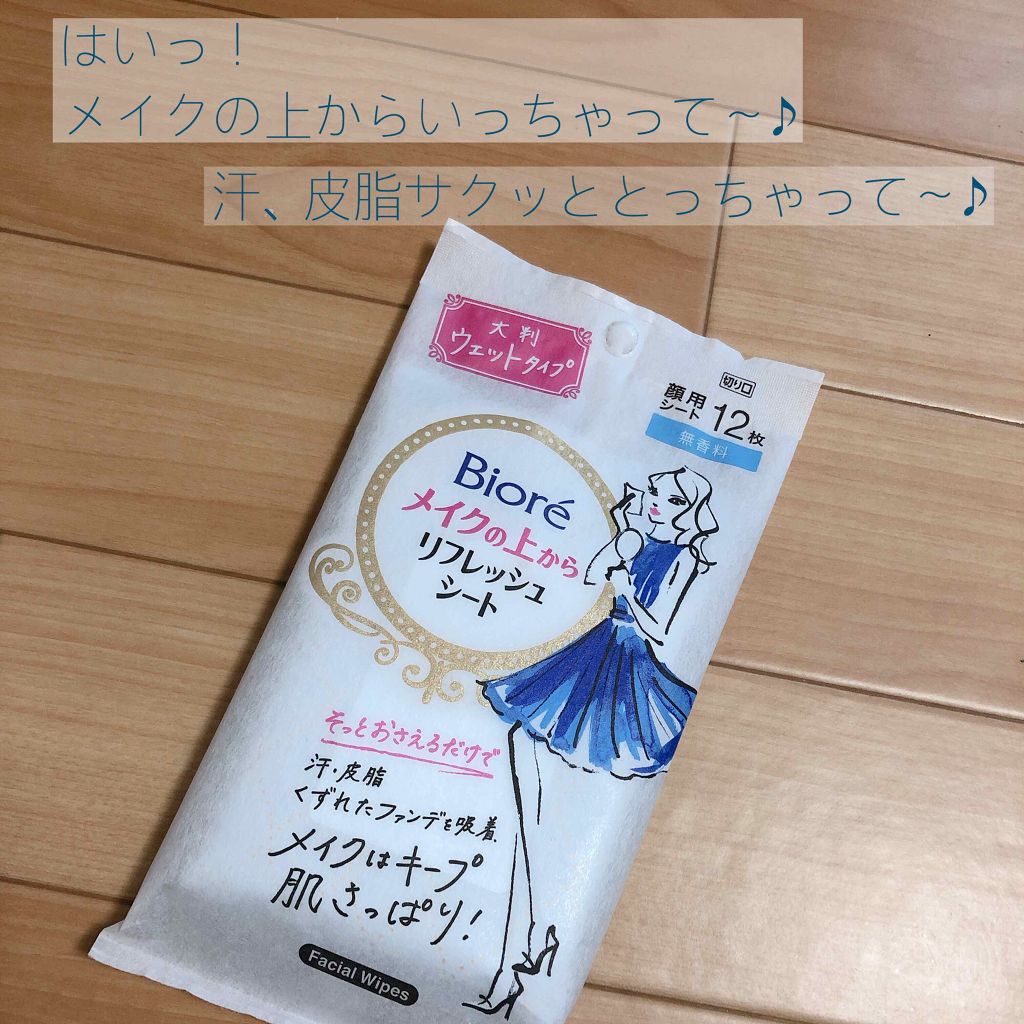 はいっ！
メイクの上からいっちゃって～♪
汗、皮脂サクッととっちゃって～♪
大判
ウェットタイプ
切り口
顔用
シート
12枚
無香料
Bioré
メイクの上から
リフレッシュ
シート
そっとおさえるだけで
汗・皮脂
くずれたファンデを吸着、
メイクはキープ
肌さっぱり!
Facial Wipes